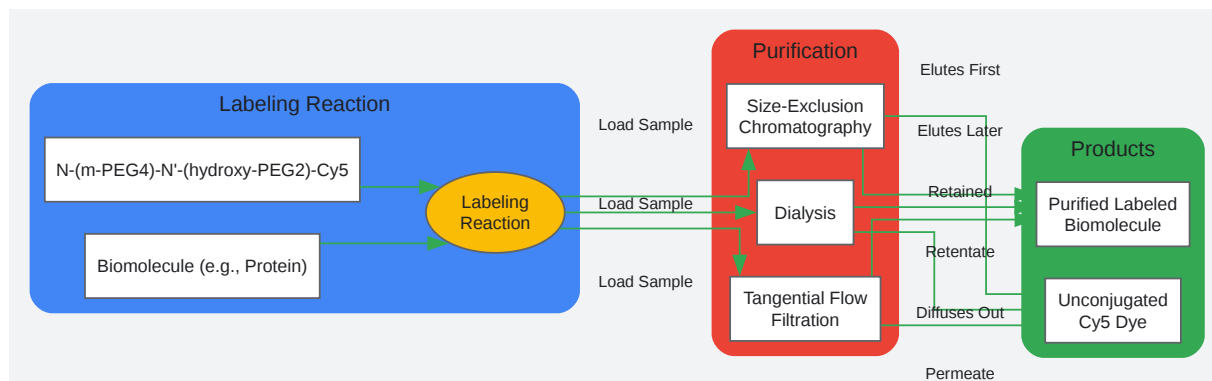 Labeling Reaction
N-(m-PEG4)-N'-(hydroxy-PEG2)-Cy5
Biomolecule (e.g., Protein)
Labeling
Reaction
Load Sample
Load Sample
Load Sample
Purification
Size-Exclusion
Chromatography
Dialysis
Tangential Flow
Filtration
Elutes First
Elutes Later
Retained
Retentate
Diffuses Out
Permeate
Products
Purified Labeled
Biomolecule
Unconjugated
Cy5 Dye